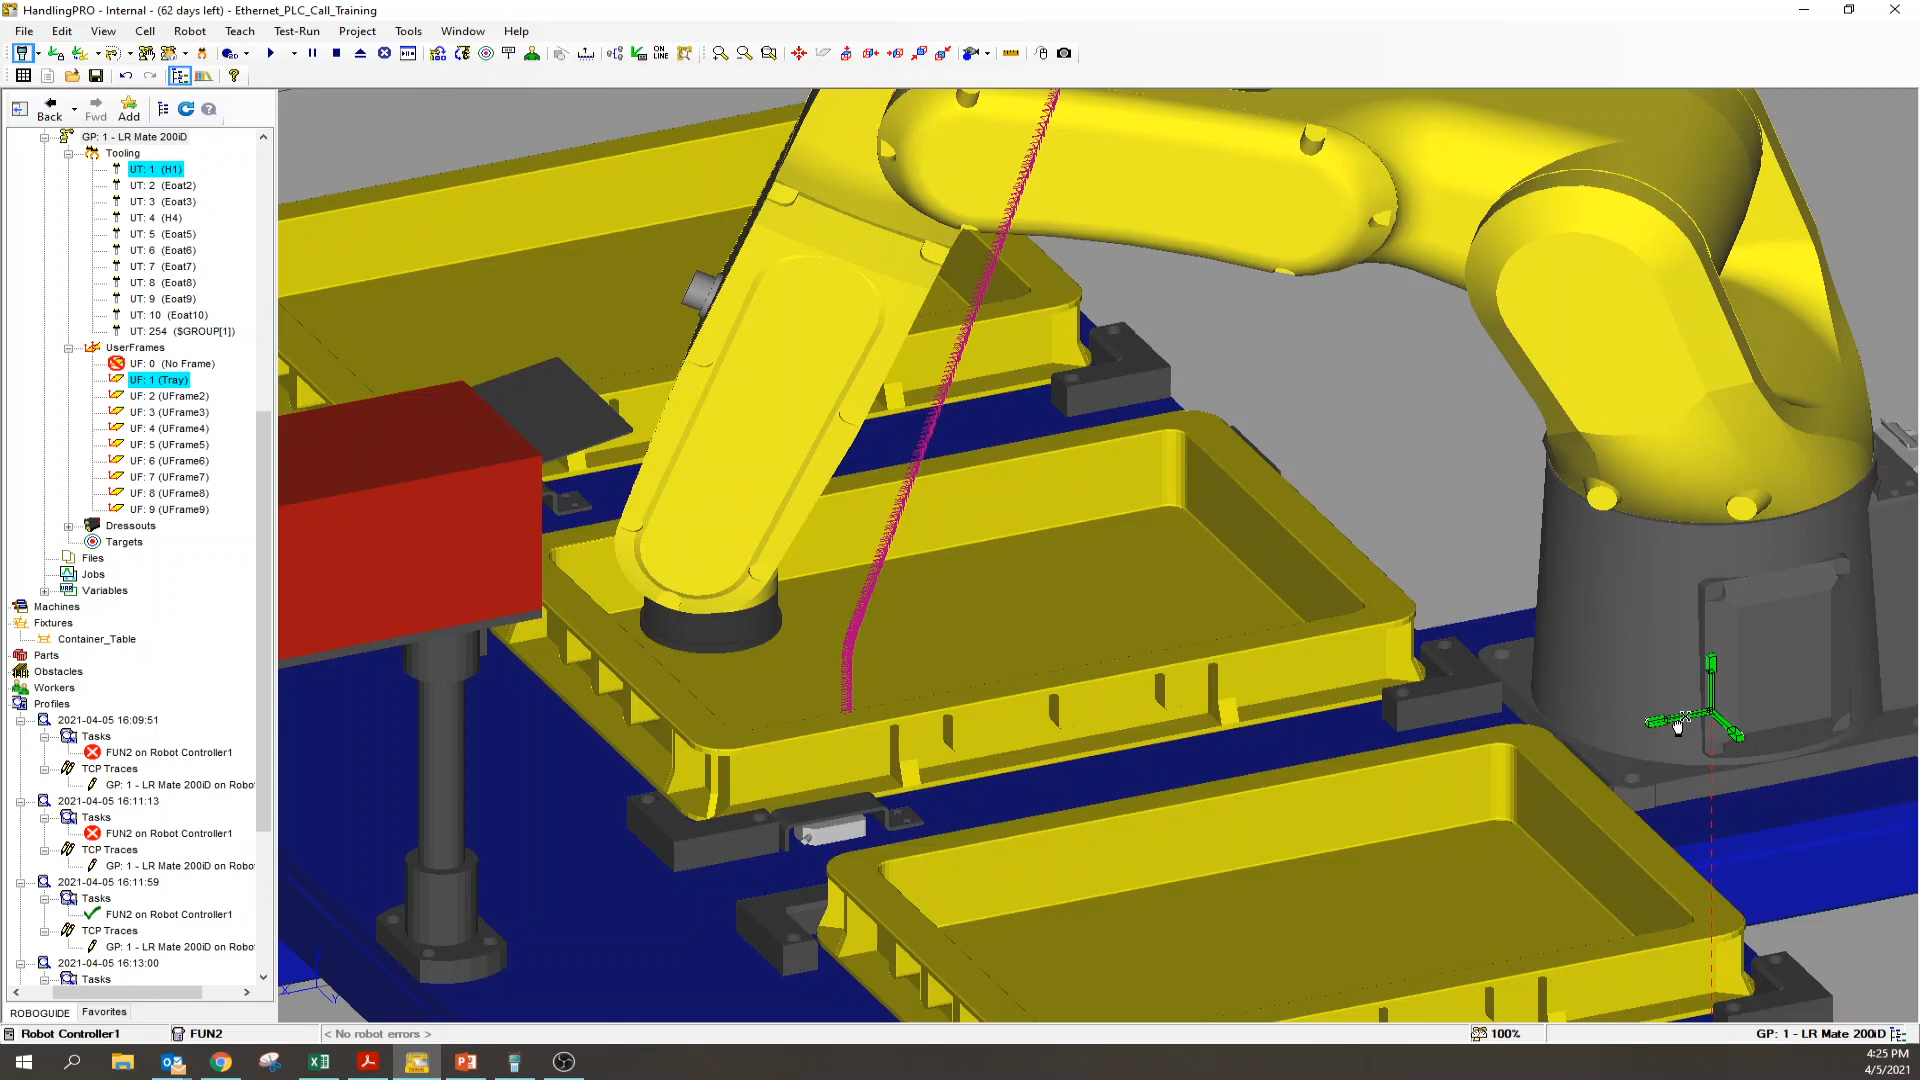 HandlingPRO - Internal - (62 days left) - Ethernet_PLC_Call_Training
File Edit View Cell Robot Teach Test-Run Project Tools Window Help
ON LINE
Back Fwd Add
GP: 1 - LR Mate 200iD
Tooling
UT: 1 (H1)
UT: 2 (Eoat2)
UT: 3 (Eoat3)
UT: 4 (H4)
UT: 5 (Eoat5)
UT: 6 (Eoat6)
UT: 7 (Eoat7)
UT: 8 (Eoat8)
UT: 9 (Eoat9)
UT: 10 (Eoat10)
UT: 254 ($GROUP[1])
UserFrames
UF: 0 (No Frame)
UF: 1 (Tray)
UF: 2 (UFrame2)
UF: 3 (UFrame3)
UF: 4 (UFrame4)
UF: 5 (UFrame5)
UF: 6 (UFrame6)
UF: 7 (UFrame7)
UF: 8 (UFrame8)
UF: 9 (UFrame9)
Dressouts
Targets
Files
Jobs
Variables
Machines
Fixtures
Container_Table
Parts
Obstacles
Workers
Profiles
2021-04-05 16:09:51
Tasks
FUN2 on Robot Controller1
TCP Traces
GP: 1 - LR Mate 200iD on Robo
2021-04-05 16:11:13
Tasks
FUN2 on Robot Controller1
TCP Traces
GP: 1 - LR Mate 200iD on Robo
2021-04-05 16:11:59
Tasks
FUN2 on Robot Controller1
TCP Traces
GP: 1 - LR Mate 200iD on Robo
2021-04-05 16:13:00
Tasks
ROBOGUIDE Favorites
Robot Controller1 FUN2 < No robot errors > 100% GP: 1 - LR Mate 200iD
4:25 PM
4/5/2021